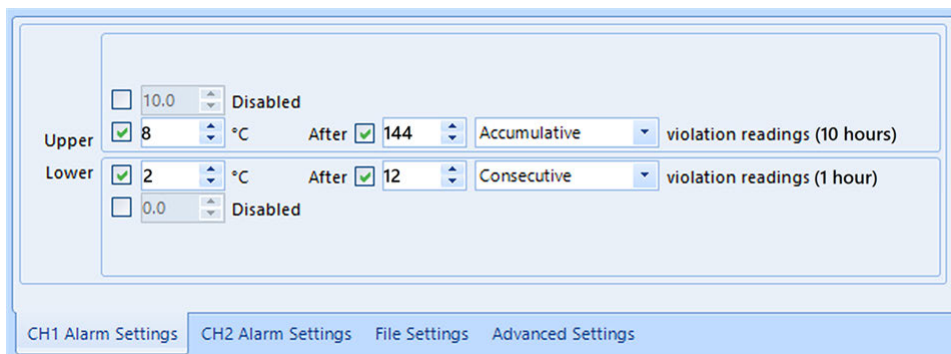 10.0 Disabled
Upper 8 °C After 144 Accumulative violation readings (10 hours)
Lower 2 °C After 12 Consecutive violation readings (1 hour)
0.0 Disabled
CH1 Alarm Settings CH2 Alarm Settings File Settings Advanced Settings